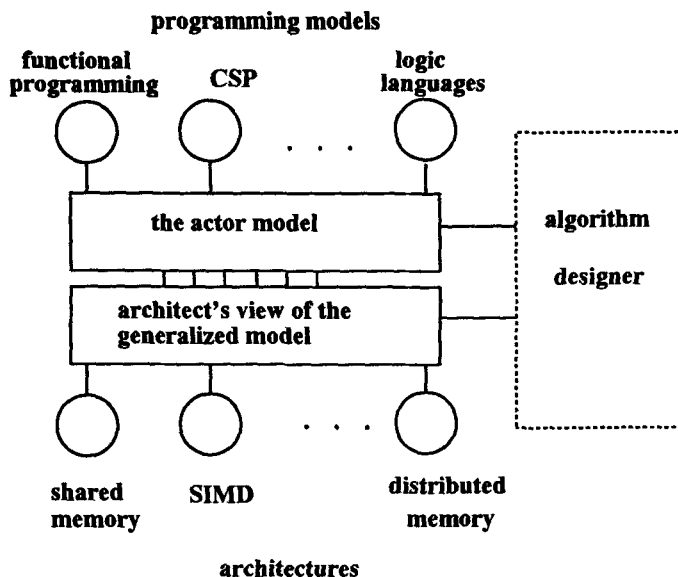 programming models
functional
programming
CSP
logic
languages
. . .
the actor model
algorithm
designer
architect's view of the
generalized model
. . .
shared
memory
SIMD
distributed
memory
architectures